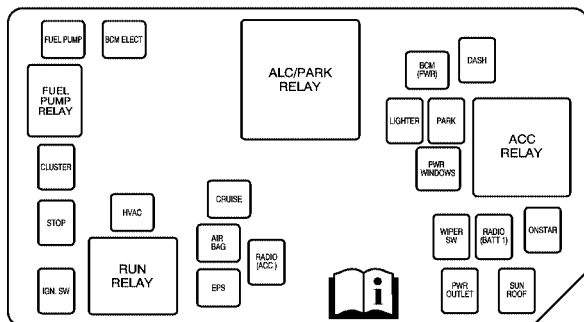 FUEL PUMP
BCM ELECT
FUEL
PUMP
RELAY
CLUSTER
STOP
IGN. SW
HVAC
RUN
RELAY
CRUISE
AIR
BAG
EPS
RADIO
(ACC.)
ALC/PARK
RELAY
BCM
(PWR)
DASH
LIGHTER
PARK
PWR
WINDOWS
ACC
RELAY
WIPER
SW
RADIO
(BATT 1)
ONSTAR
PWR
OUTLET
SUN
ROOF
i